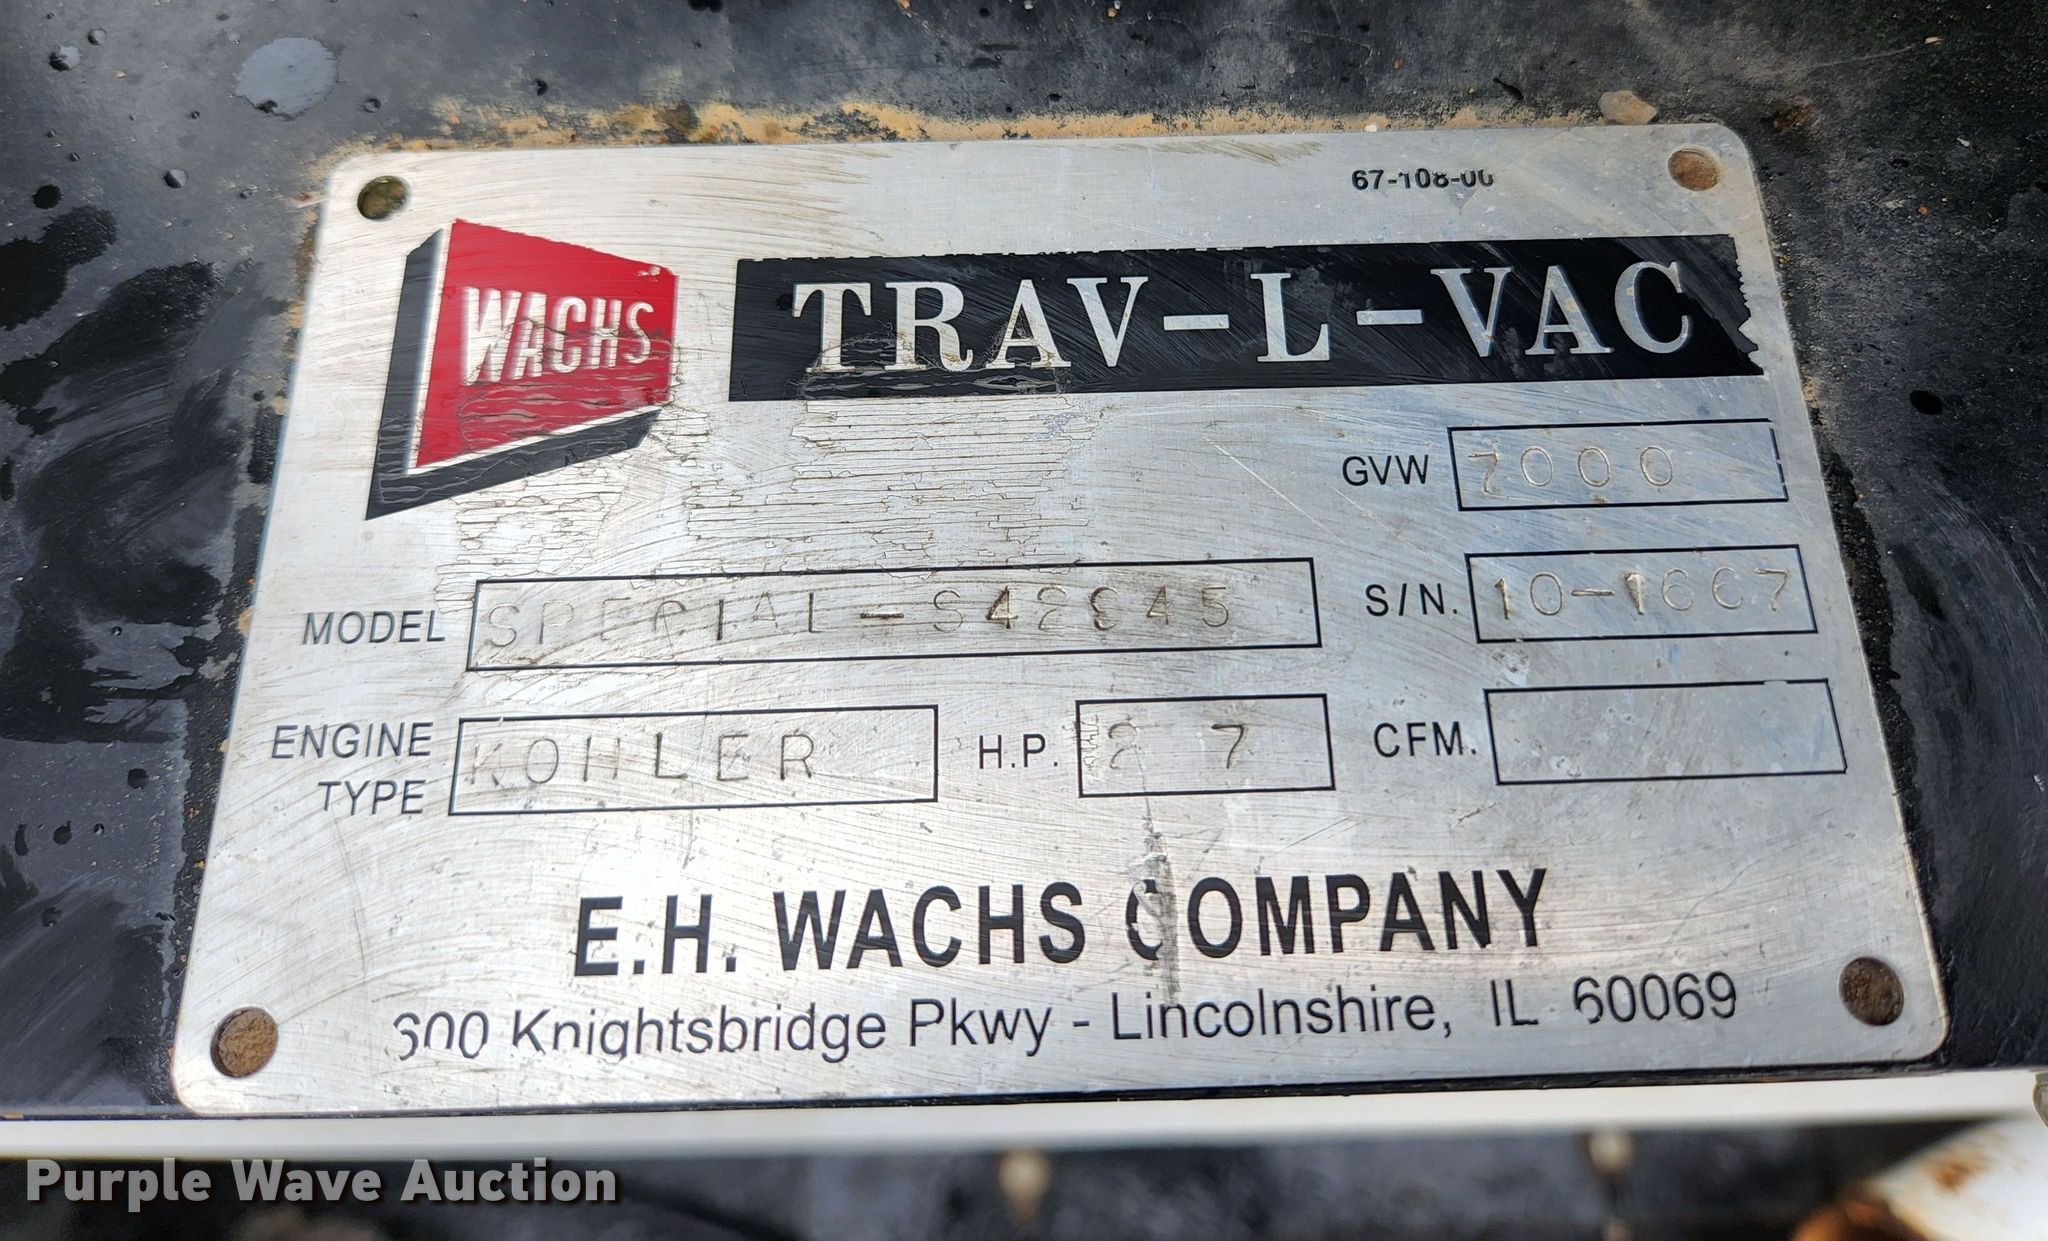 67-108-00
WACHS
TRAV-L-VAC
GVW 7000
MODEL S/N. 10-1667
ENGINE TYPE KOHLER H.P. 27 CFM.
E.H. WACHS COMPANY
600 Knightsbridge Pkwy - Lincolnshire, IL 60069
Purple Wave Auction